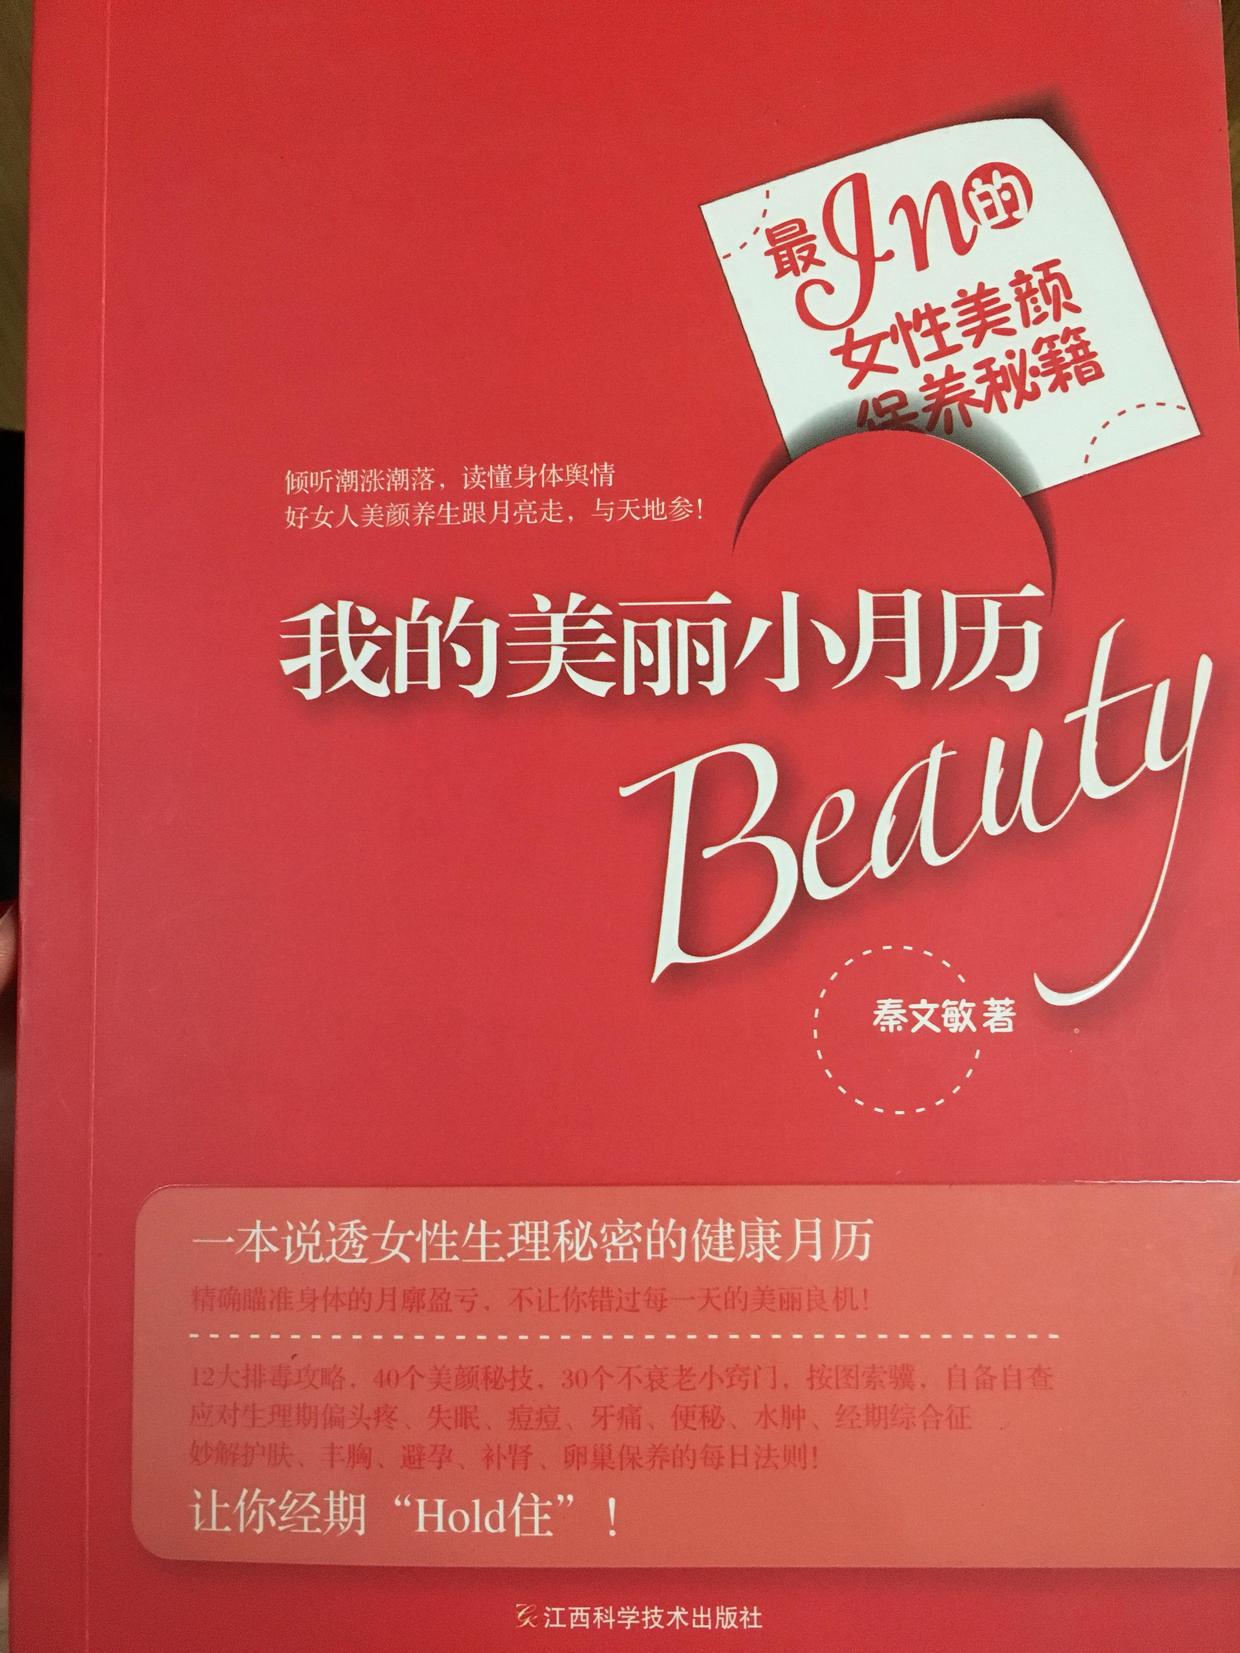 最In的
女性美颜
保养秘籍
倾听潮涨潮落，读懂身体舆情
好女人美颜养生跟月亮走，与天地参！
我的美丽小月历
Beauty
秦文敏 著
一本说透女性生理秘密的健康月历
精确瞄准身体的月廓盈亏，不让你错过每一天的美丽良机！
12大排毒攻略，40个美颜秘技，30个不衰老小窍门，按图索骥，自备自查
应对生理期偏头疼、失眠、痘痘、牙痛、便秘、水肿、经期综合征
妙解护肤、丰胸、避孕、补肾、卵巢保养的每日法则！
让你经期“Hold住”！
江西科学技术出版社